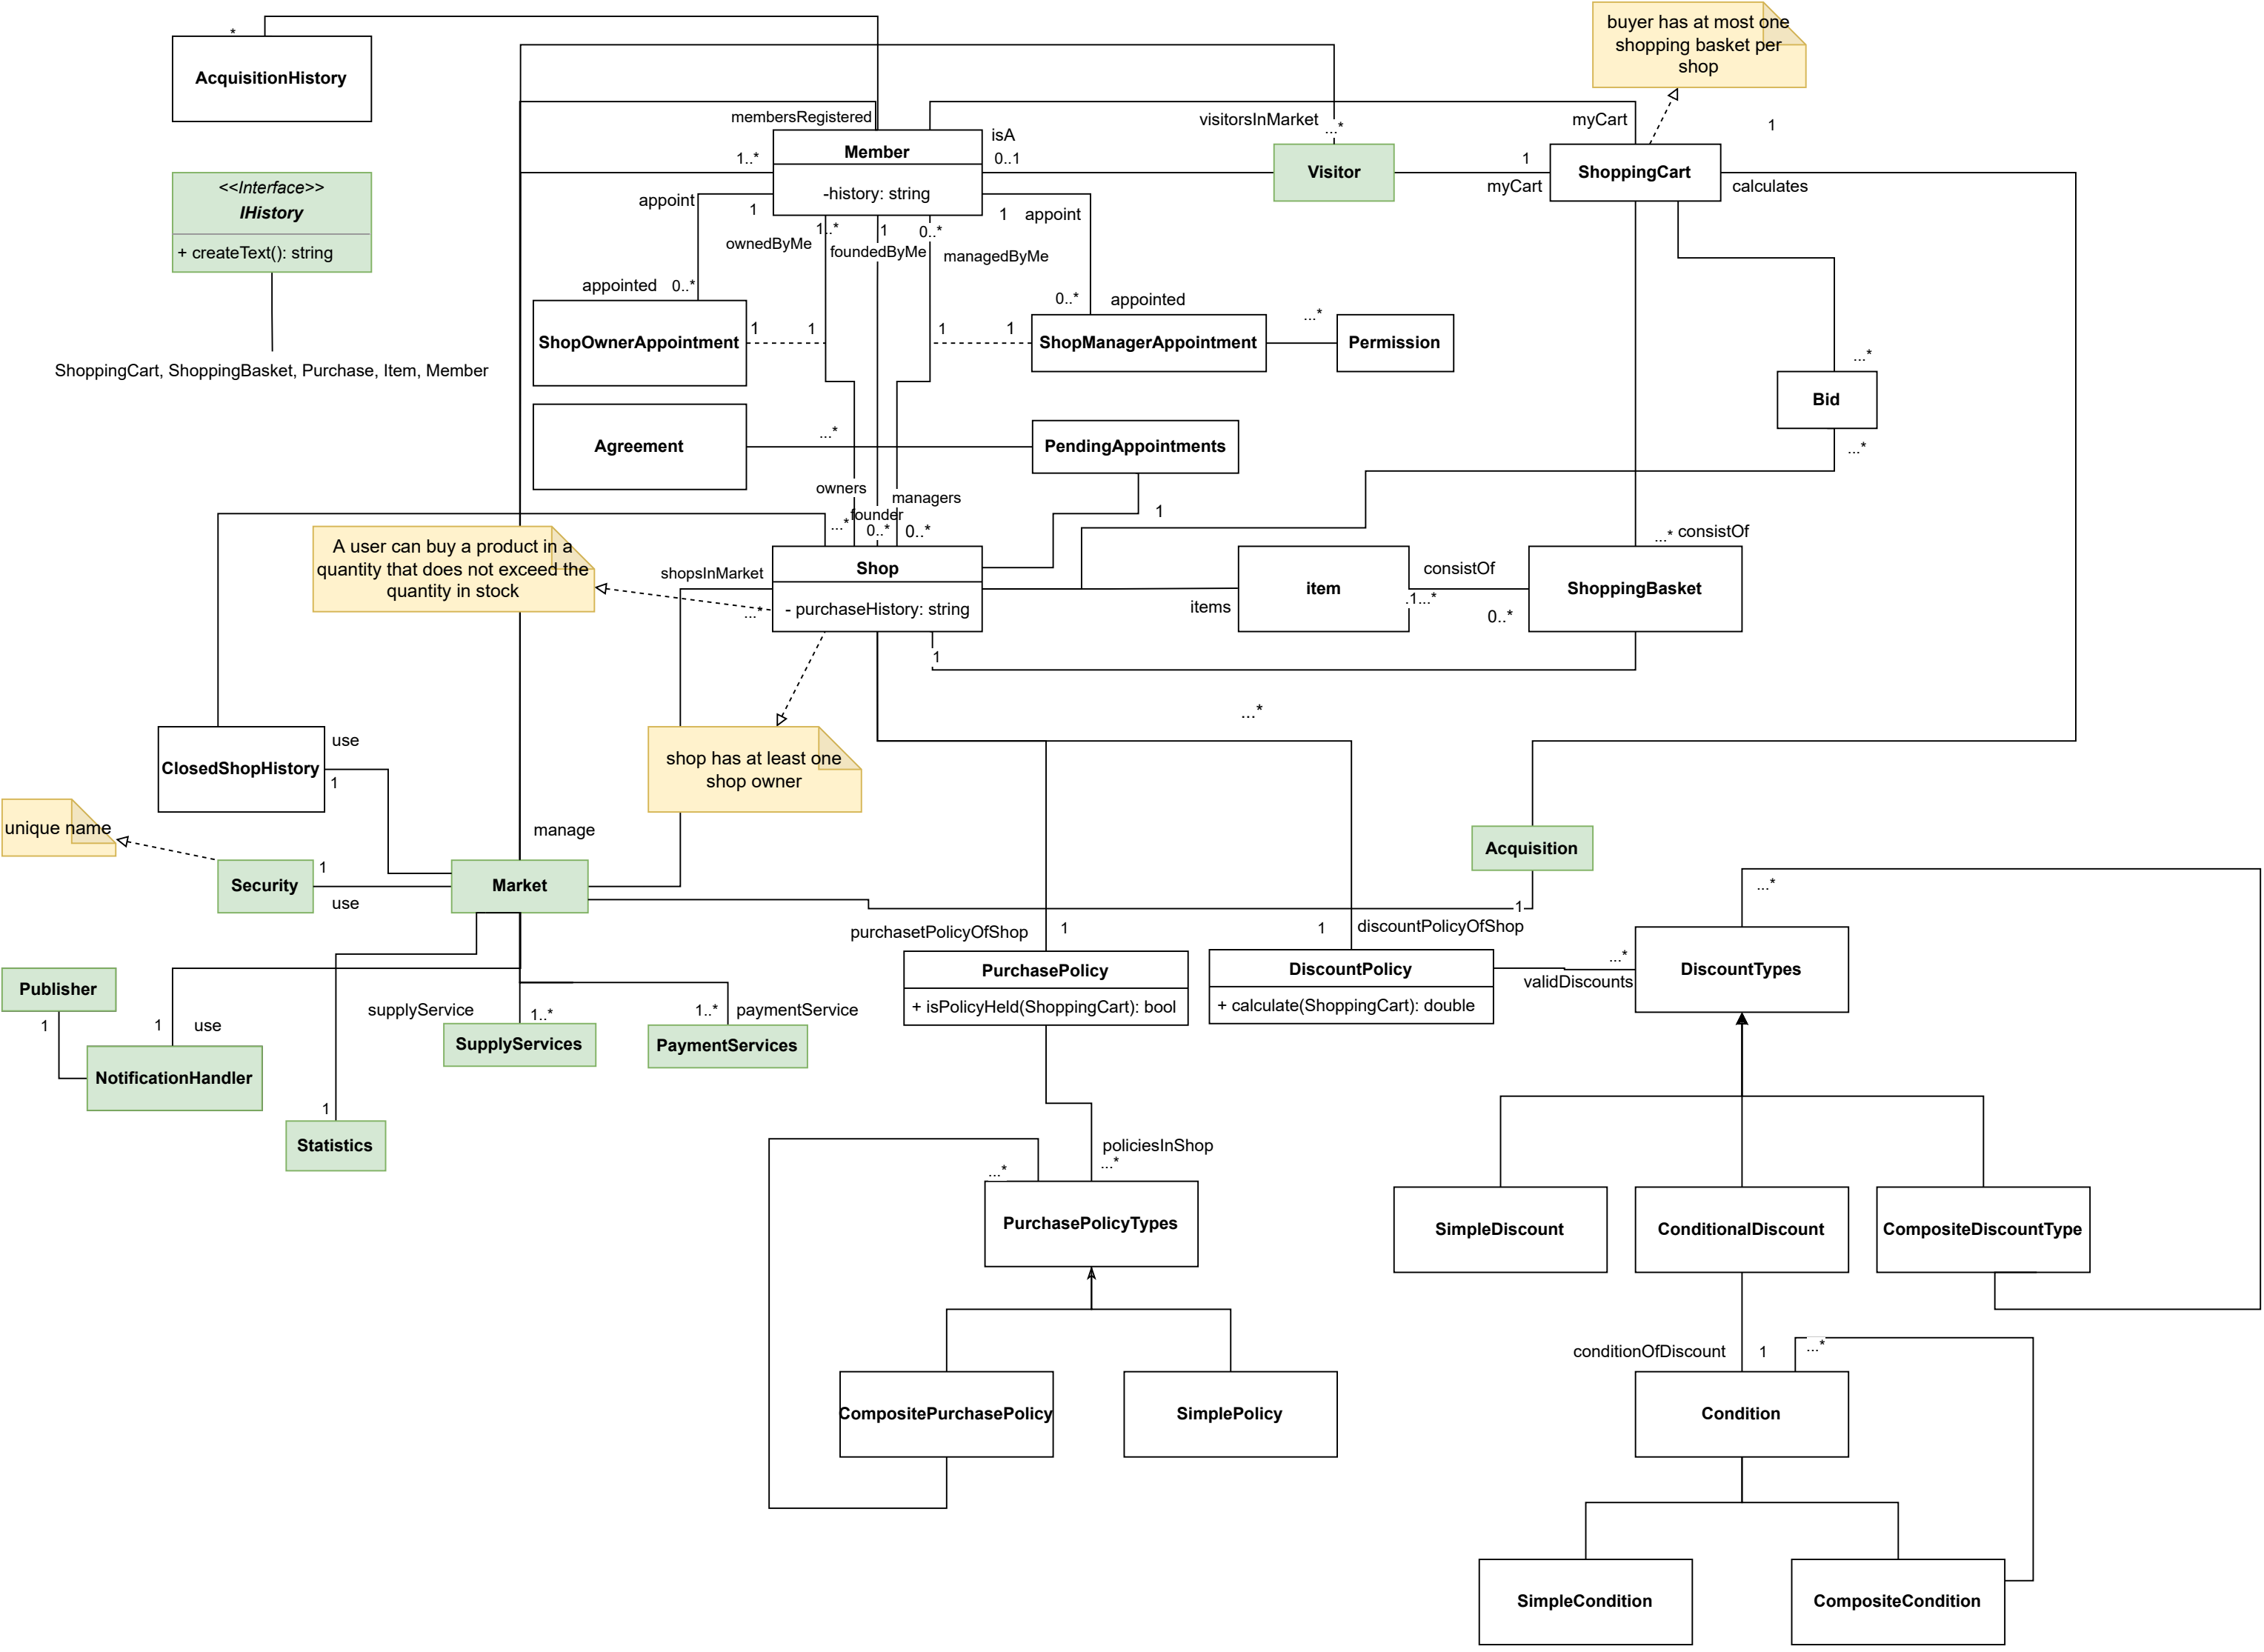 buyer has at most one
shopping basket per
shop
*
AcquisitionHistory
membersRegistered
visitorsInMarket
...*
myCart
1
isA
Member
-history: string
1..*
0..1
Visitor
1
myCart
ShoppingCart
calculates
<<Interface>>
IHistory
+ createText(): string
ShoppingCart, ShoppingBasket, Purchase, Item, Member
appoint
1
1..*
1
0..*
1
appoint
ownedByMe
foundedByMe
managedByMe
appointed
0..*
0..*
appointed
ShopOwnerAppointment
1
1
1
1
ShopManagerAppointment
...*
Permission
...*
Bid
...*
Agreement
...*
PendingAppointments
1
owners
managers
founder
...*
0..*
0..*
...*
consistOf
A user can buy a product in a
quantity that does not exceed the
quantity in stock
shopsInMarket
...*
Shop
- purchaseHistory: string
items
item
consistOf
.1...*
0..*
ShoppingBasket
1
...*
ClosedShopHistory
use
1
shop has at least one
shop owner
unique name
manage
Security
1
use
Market
Acquisition
1
...*
purchasetPolicyOfShop
1
1
discountPolicyOfShop
PurchasePolicy
+ isPolicyHeld(ShoppingCart): bool
DiscountPolicy
+ calculate(ShoppingCart): double
...*
validDiscounts
DiscountTypes
Publisher
1
1
use
supplyService
1..*
1..*
paymentService
NotificationHandler
SupplyServices
PaymentServices
1
Statistics
policiesInShop
...*
...*
PurchasePolicyTypes
SimpleDiscount
ConditionalDiscount
CompositeDiscountType
conditionOfDiscount
1
...*
CompositePurchasePolicy
SimplePolicy
Condition
SimpleCondition
CompositeCondition